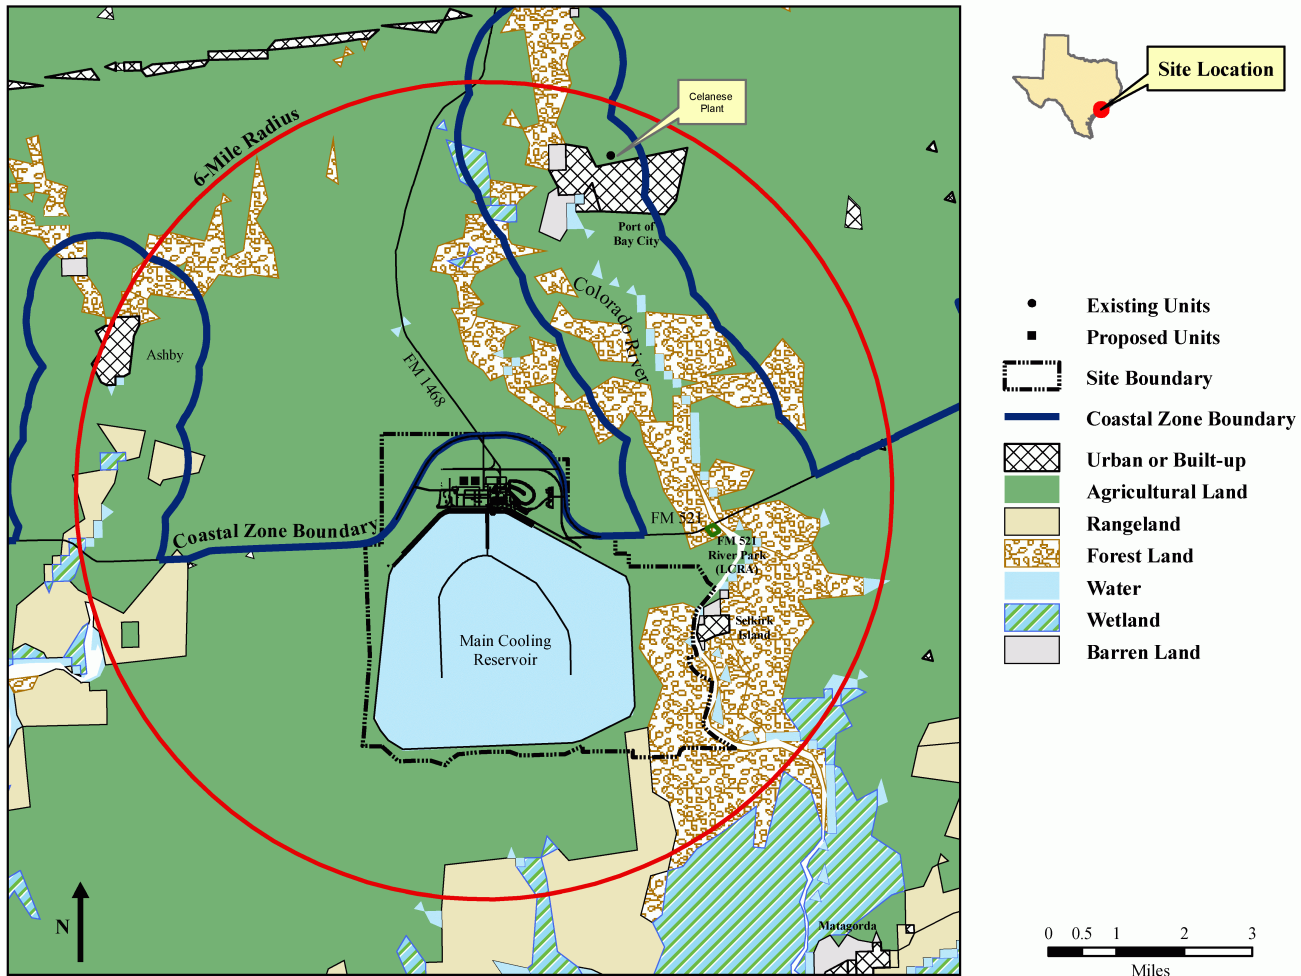 6-Mile Radius
Celanese
Plant
Port of
Bay City
Colorado River
Ashby
FM 1468
Coastal Zone Boundary
FM 521
FM 521
River Park
(LCRA)
Selkirk
Island
Main Cooling
Reservoir
Matagorda
N
Site Location
Existing Units
Proposed Units
Site Boundary
Coastal Zone Boundary
Urban or Built-up
Agricultural Land
Rangeland
Forest Land
Water
Wetland
Barren Land
0 0.5 1 2 3
Miles